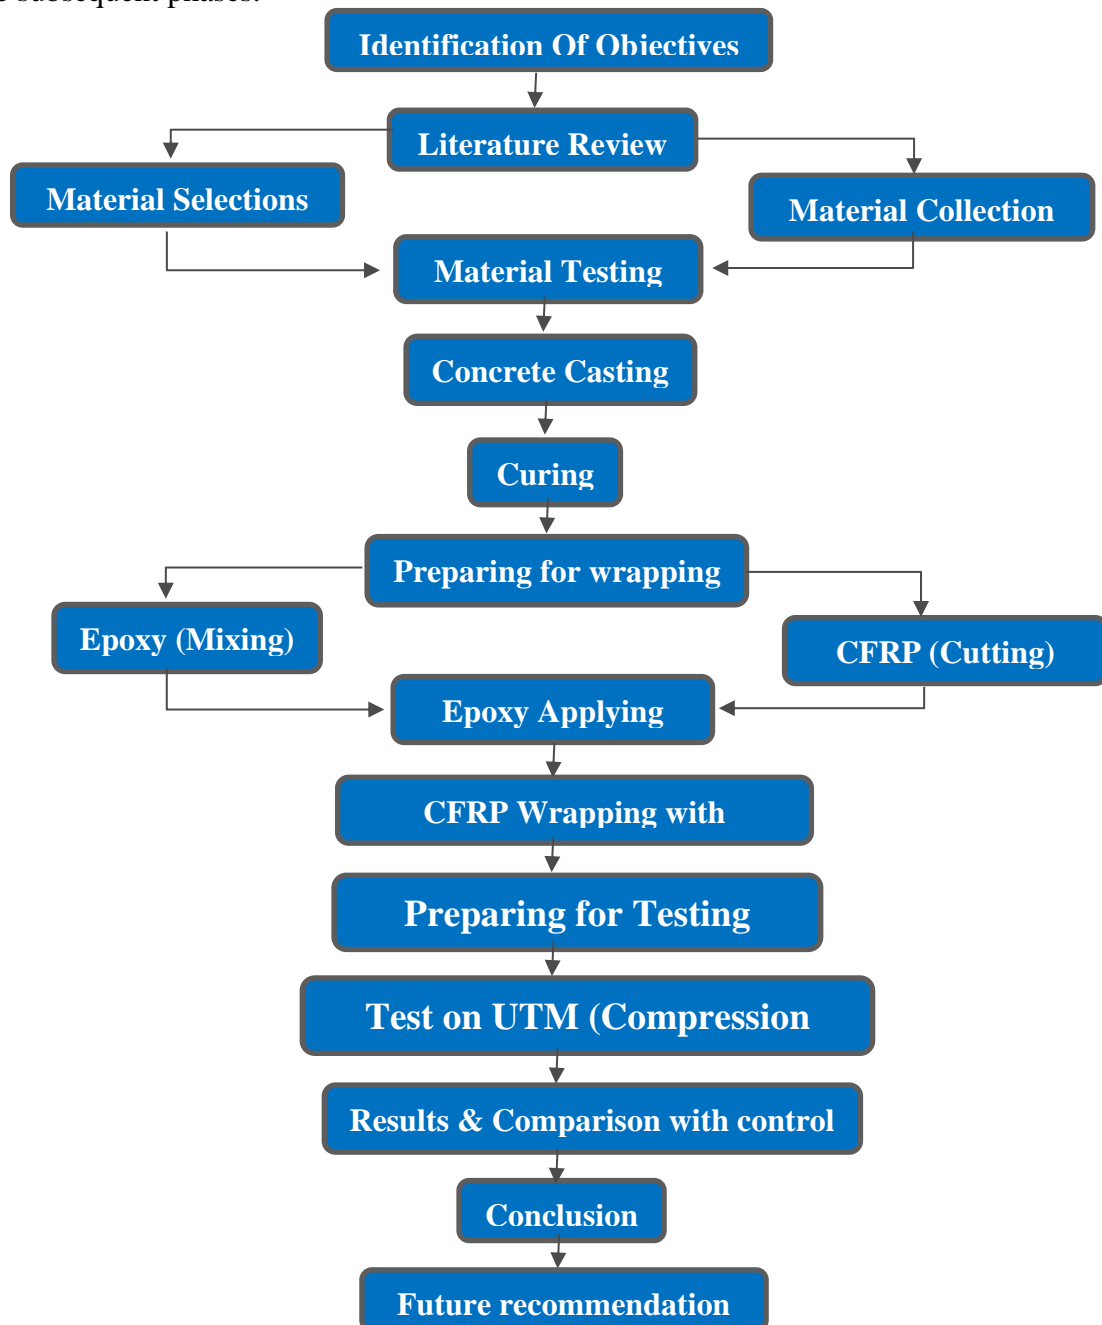 subsequent phases.
Identification Of Objectives
Literature Review
Material Selections
Material Collection
Material Testing
Concrete Casting
Curing
Preparing for wrapping
Epoxy (Mixing)
CFRP (Cutting)
Epoxy Applying
CFRP Wrapping with
Preparing for Testing
Test on UTM (Compression
Results & Comparison with control
Conclusion
Future recommendation